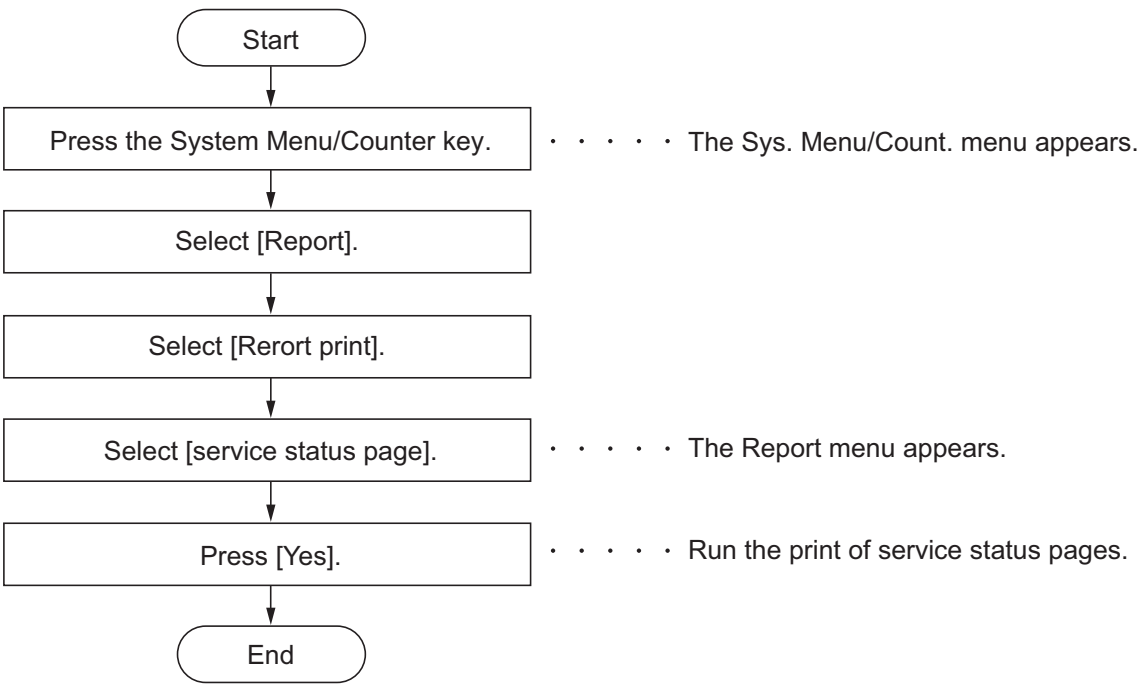 Start
Press the System Menu/Counter key.
· · · · · The Sys. Menu/Count. menu appears.
Select [Report].
Select [Rerort print].
Select [service status page].
· · · · · The Report menu appears.
Press [Yes].
· · · · · Run the print of service status pages.
End